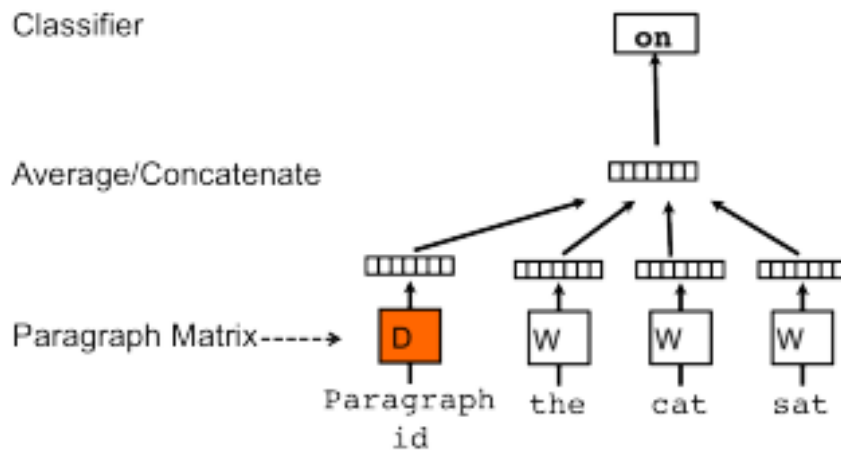 Classifier
on
Average/Concatenate
Paragraph Matrix
D
W
W
W
Paragraph
id
the
cat
sat